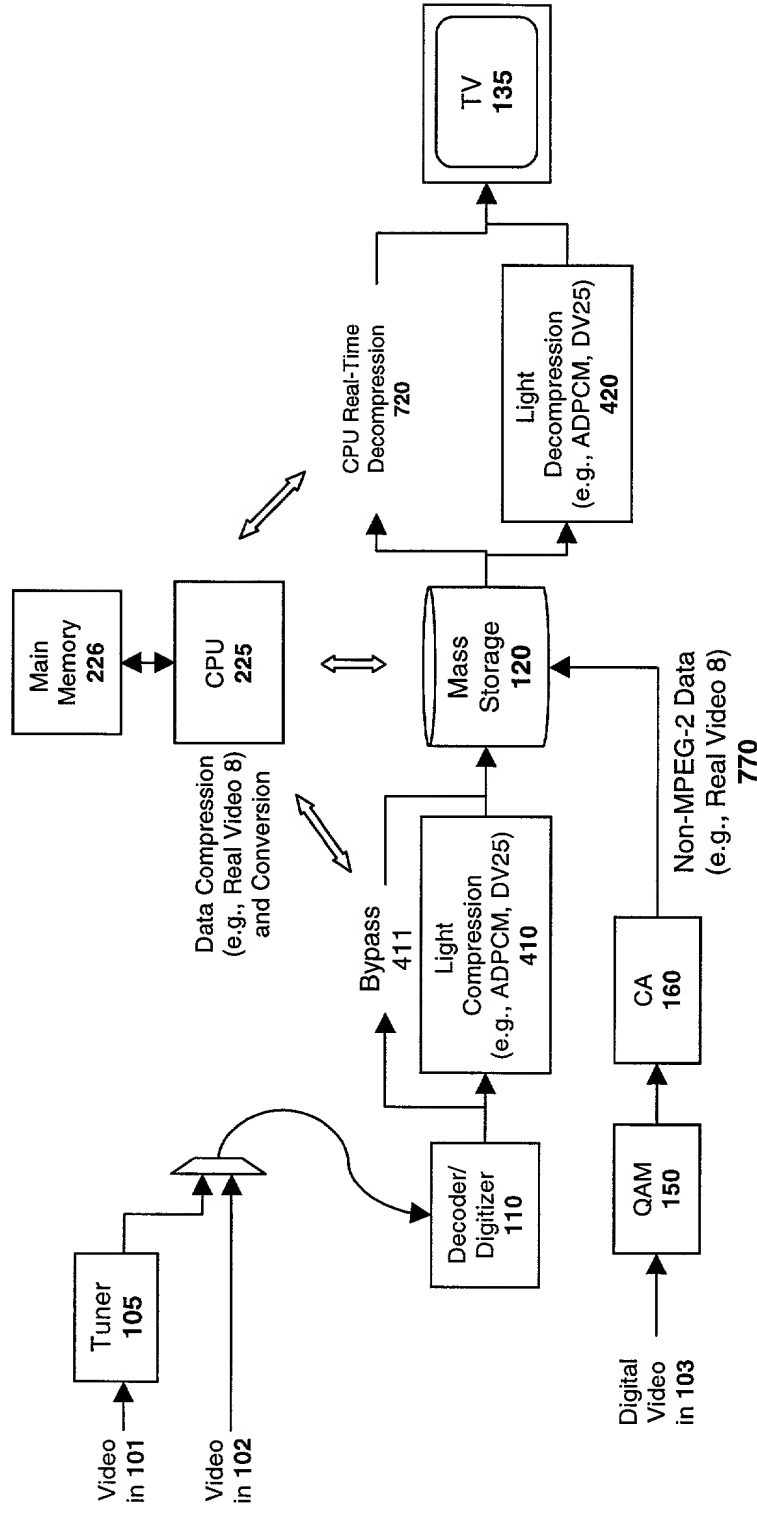 Video
in 101
Tuner
105
Video
in 102
Decoder/
Digitizer
110
Bypass
411
Light
Compression
(e.g., ADPCM, DV25)
410
Data Compression
(e.g., Real Video 8)
and Conversion
Main
Memory
226
CPU
225
Mass
Storage
120
CPU Real-Time
Decompression
720
Light
Decompression
(e.g., ADPCM, DV25)
420
TV
135
Digital
Video
in 103
QAM
150
CA
160
Non-MPEG-2 Data
(e.g., Real Video 8)
770